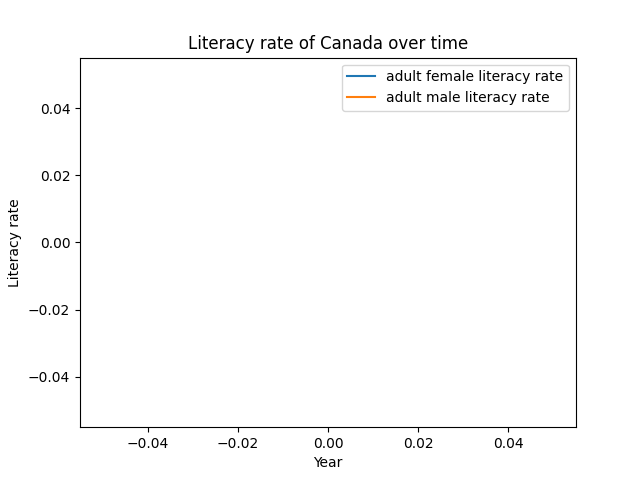 Literacy rate of Canada over time
adult female literacy rate
adult male literacy rate
0.04
0.02
0.00
−0.02
−0.04
Literacy rate
−0.04
−0.02
0.00
0.02
0.04
Year